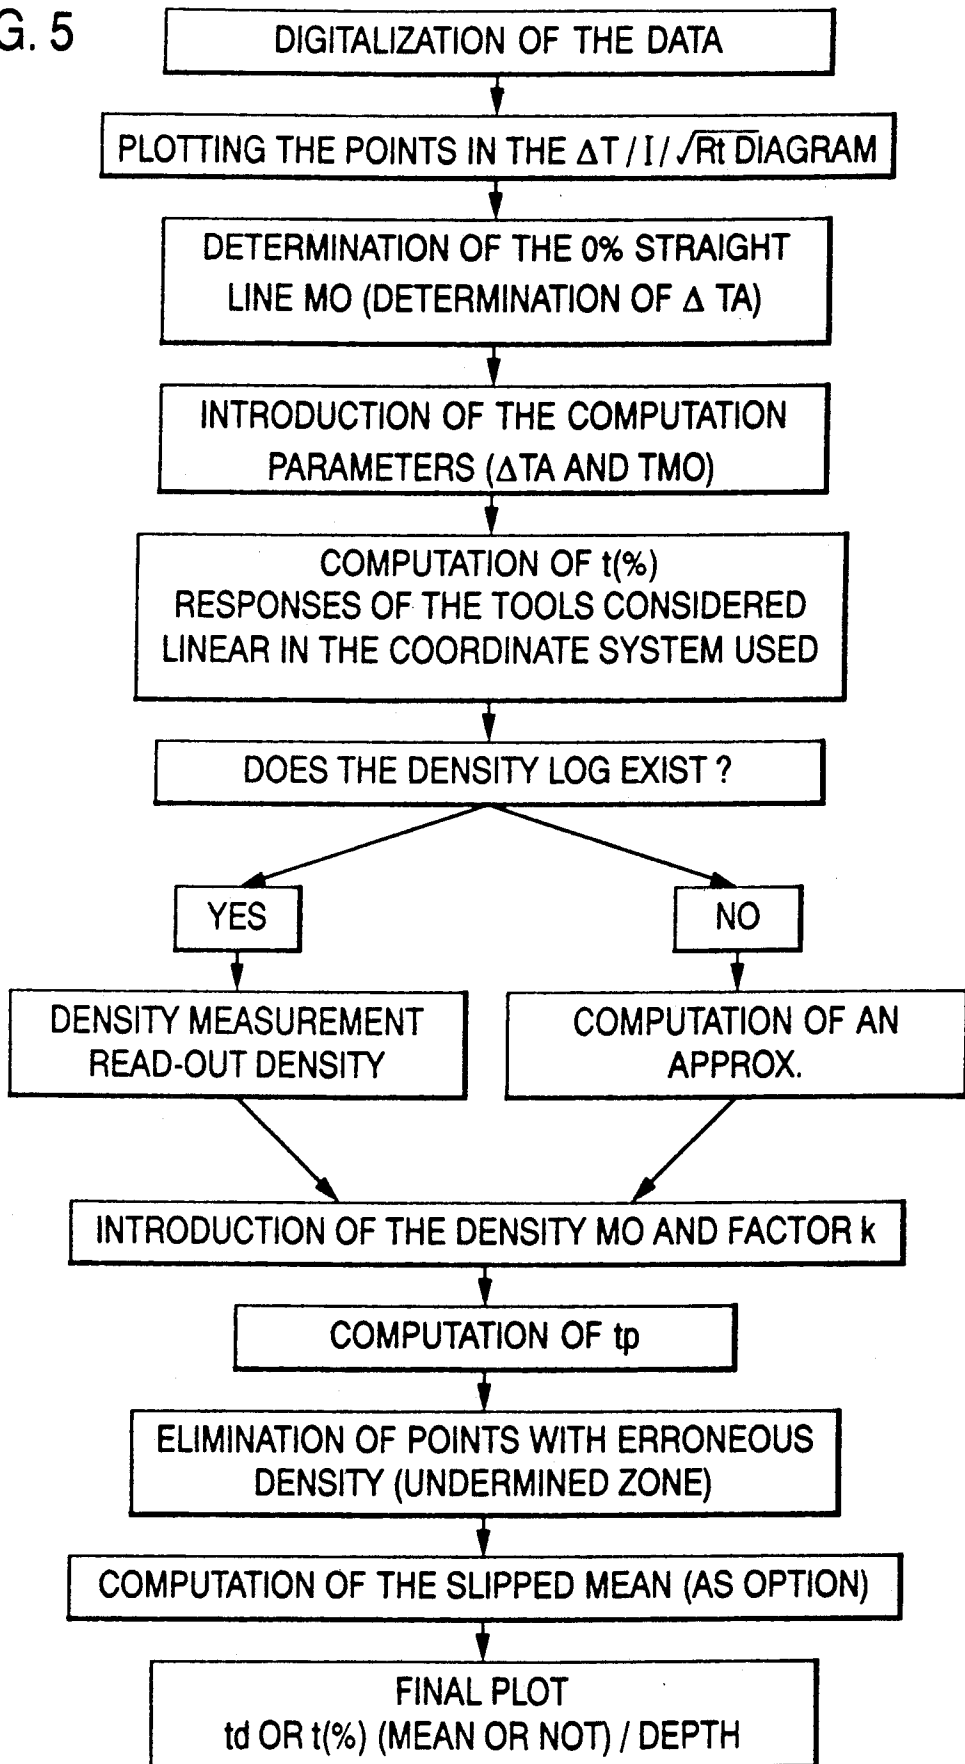 G. 5
DIGITALIZATION OF THE DATA
PLOTTING THE POINTS IN THE ΔT / I / √Rt DIAGRAM
DETERMINATION OF THE 0% STRAIGHT
LINE MO (DETERMINATION OF Δ TA)
INTRODUCTION OF THE COMPUTATION
PARAMETERS (ΔTA AND TMO)
COMPUTATION OF t(%)
RESPONSES OF THE TOOLS CONSIDERED
LINEAR IN THE COORDINATE SYSTEM USED
DOES THE DENSITY LOG EXIST ?
YES
NO
DENSITY MEASUREMENT
READ-OUT DENSITY
COMPUTATION OF AN
APPROX.
INTRODUCTION OF THE DENSITY MO AND FACTOR k
COMPUTATION OF tp
ELIMINATION OF POINTS WITH ERRONEOUS
DENSITY (UNDERMINED ZONE)
COMPUTATION OF THE SLIPPED MEAN (AS OPTION)
FINAL PLOT
td OR t(%) (MEAN OR NOT) / DEPTH